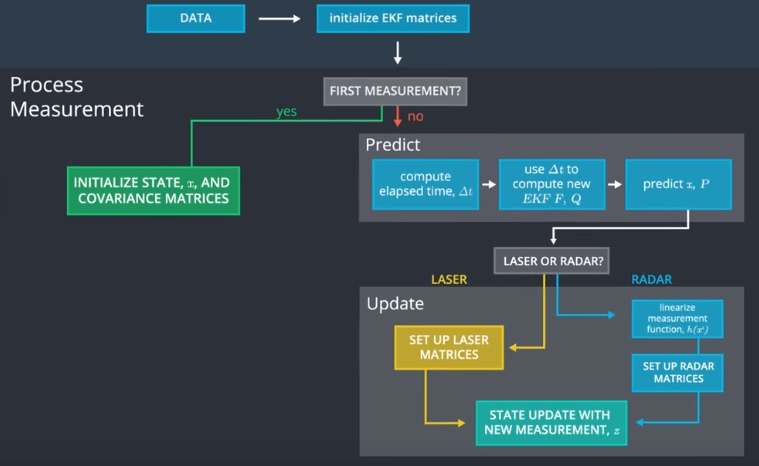 DATA
initialize EKF matrices
Process
Measurement
FIRST MEASUREMENT?
yes
no
INITIALIZE STATE, x, AND
COVARIANCE MATRICES
Predict
compute
elapsed time, Δt
use Δt to
compute new
EKF F, Q
predict x, P
LASER OR RADAR?
LASER
RADAR
Update
SET UP LASER
MATRICES
linearize
measurement
function, h(x')
SET UP RADAR
MATRICES
STATE UPDATE WITH
NEW MEASUREMENT, z